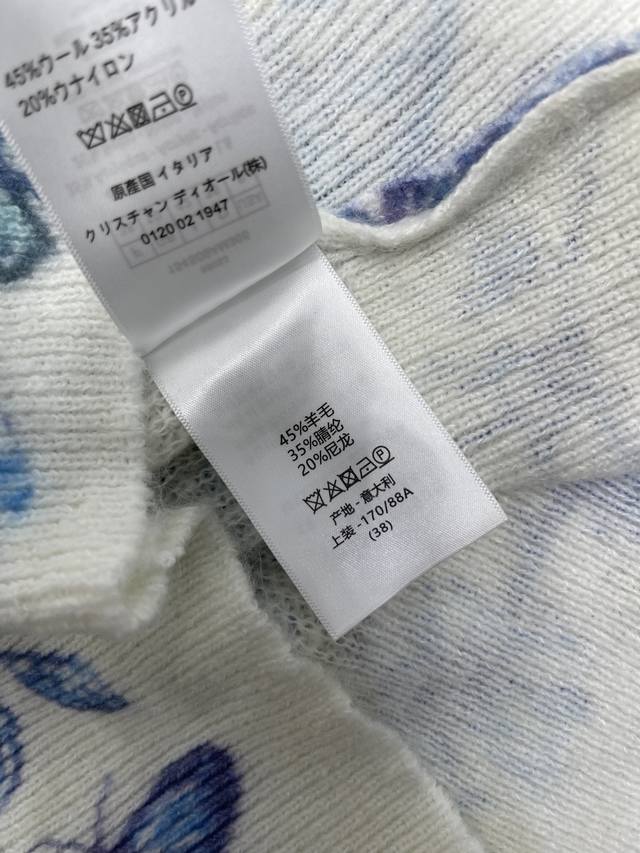 45%ウール 35%アクリル
20%ウナイロン
原產国 イタリア
クリスチャン ディオール(株)
0120 02 1947
45%羊毛
35%腈纶
20%尼龙
产地 - 意大利
上装 -170/88A
(38)